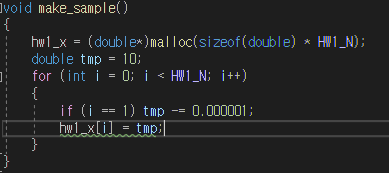 void make_sample()
{
hw1_x = (double*)malloc(sizeof(double) * HW1_N);
double tmp = 10;
for (int i = 0; i < HW1_N; i++)
{
if (i == 1) tmp -= 0.000001;
hw1_x[i] = tmp;
}
}